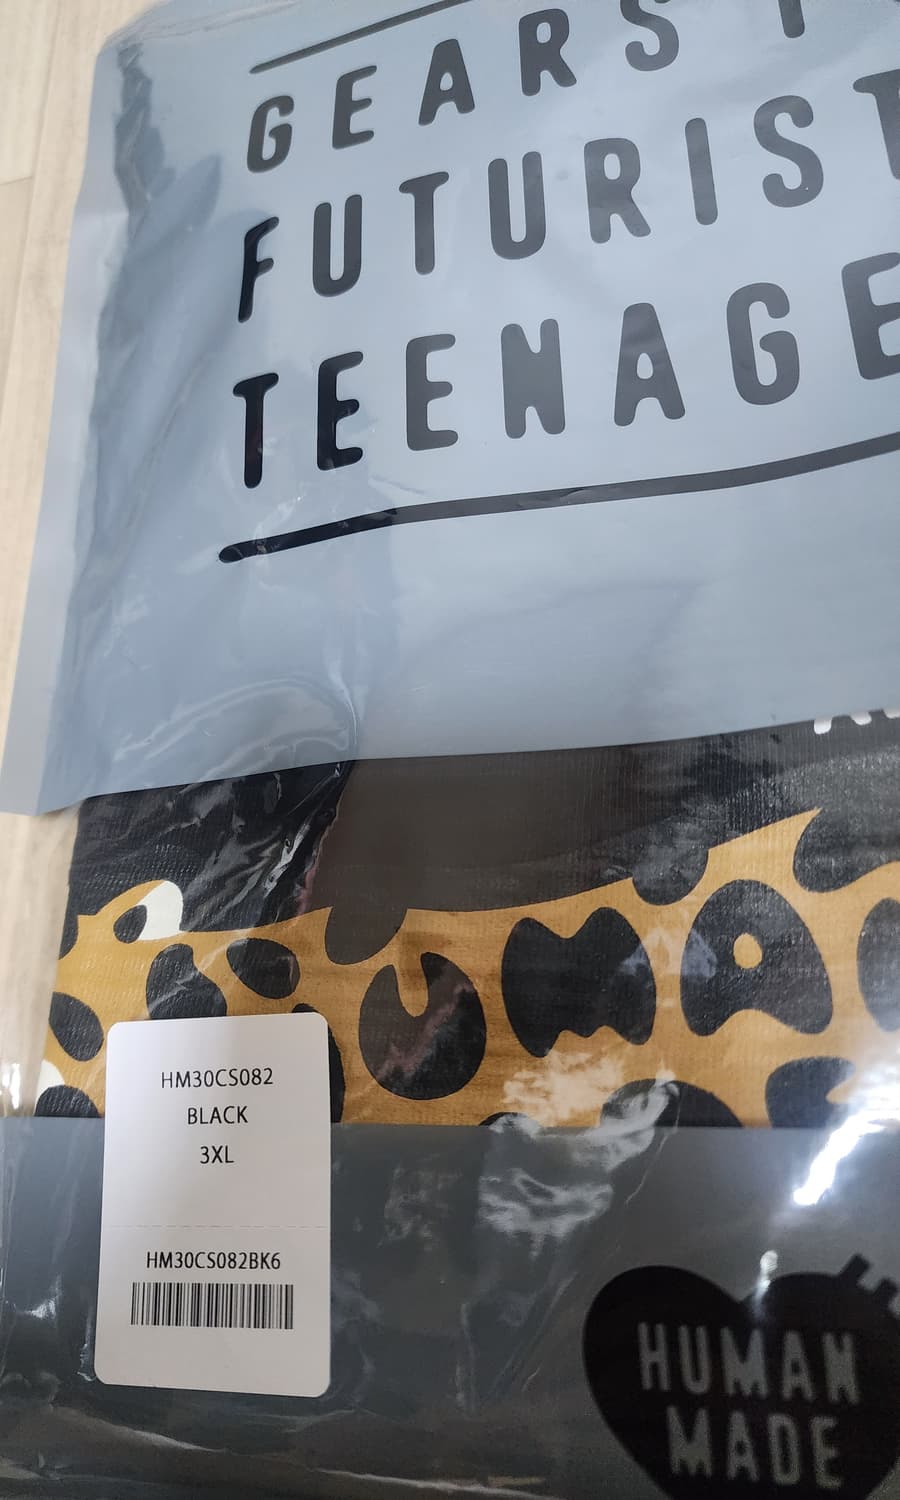 GEARS
FUTURIST
TEENAGE
HM30CS082
BLACK
3XL
HM30CS082BK6
HUMAN
MADE